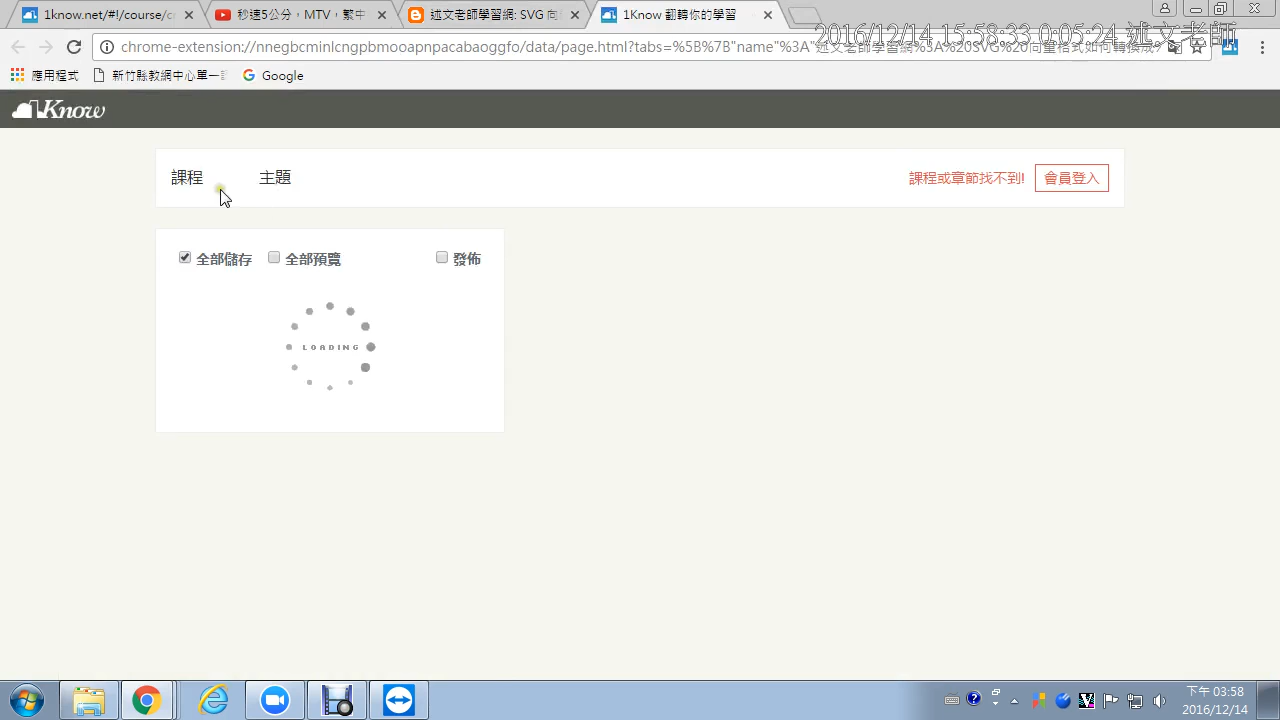 1know.net/#!/course/c
秒速5公分，MTV，繁中
述文老師學習網: SVG 向
1Know 翻轉你的學習
2016/12/14 15:58:33 0:05:24 述文老師
chrome-extension://nnegbcminlcngpbmooapnpacabaoggfo/data/page.html?tabs=%5B%7B"name"%3A"述文老師學習網%3A%20SVG%20向量格式如何轉換成?
應用程式
新竹縣教網中心單一
Google
1Know
課程
主題
課程或章節找不到!
會員登入
全部儲存
全部預覽
發佈
LOADING
下午 03:58
2016/12/14